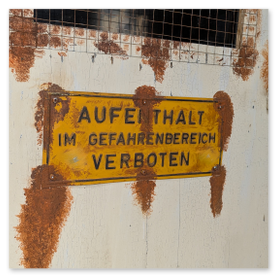 AUFENTHALT
IM GEFAHRENBEREICH
VERBOTEN